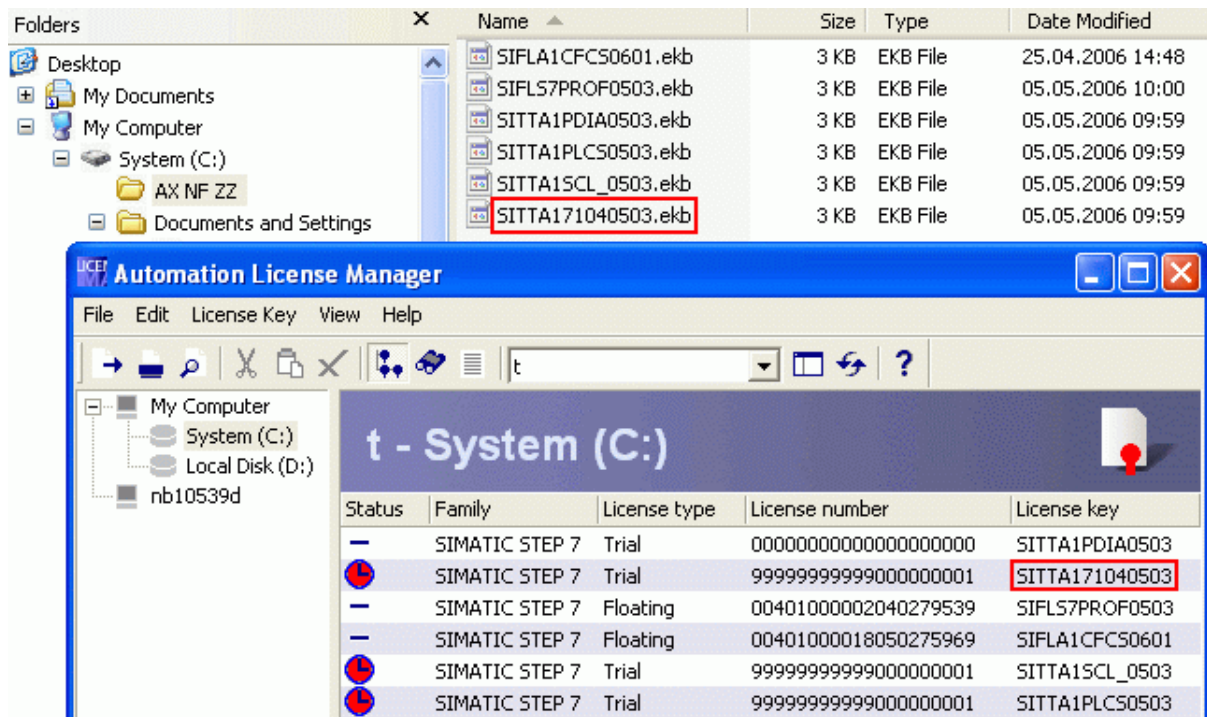 Folders X Name Size Type Date Modified
Desktop SIFLA1CFCS0601.ekb 3 KB EKB File 25.04.2006 14:48
My Documents SIFLS7PROF0503.ekb 3 KB EKB File 05.05.2006 10:00
My Computer SITTA1PDIA0503.ekb 3 KB EKB File 05.05.2006 09:59
System (C:) SITTA1PLCS0503.ekb 3 KB EKB File 05.05.2006 09:59
AX NF ZZ SITTA1SCL_0503.ekb 3 KB EKB File 05.05.2006 09:59
Documents and Settings SITTA171040503.ekb 3 KB EKB File 05.05.2006 09:59
Automation License Manager
File Edit License Key View Help
t ?
My Computer
System (C:)
Local Disk (D:)
nb10539d
t - System (C:)
Status Family License type License number License key
SIMATIC STEP 7 Trial 00000000000000000000 SITTA1PDIA0503
SIMATIC STEP 7 Trial 99999999999000000001 SITTA171040503
SIMATIC STEP 7 Floating 00401000002040279539 SIFLS7PROF0503
SIMATIC STEP 7 Floating 00401000018050275969 SIFLA1CFCS0601
SIMATIC STEP 7 Trial 99999999999000000001 SITTA1SCL_0503
SIMATIC STEP 7 Trial 99999999999000000001 SITTA1PLCS0503